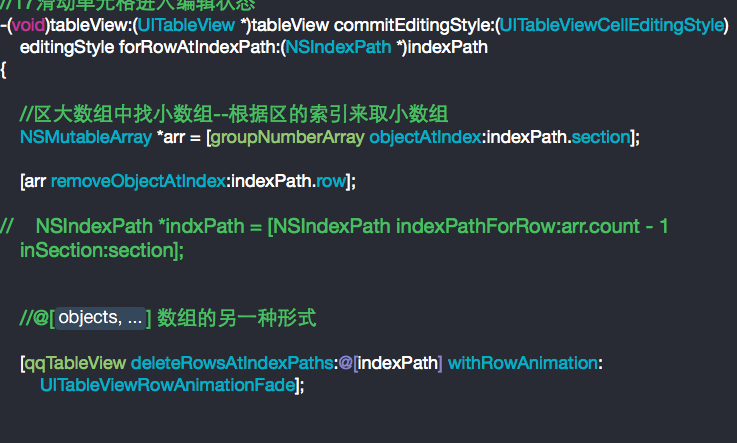 //17滑动单元格进入编辑状态
-(void)tableView:(UITableView *)tableView commitEditingStyle:(UITableViewCellEditingStyle)
editingStyle forRowAtIndexPath:(NSIndexPath *)indexPath
{
//区大数组中找小数组--根据区的索引来取小数组
NSMutableArray *arr = [groupNumberArray objectAtIndex:indexPath.section];
[arr removeObjectAtIndex:indexPath.row];
// NSIndexPath *indxPath = [NSIndexPath indexPathForRow:arr.count - 1
inSection:section];
//@[objects, ...] 数组的另一种形式
[qqTableView deleteRowsAtIndexPaths:@[indexPath] withRowAnimation:
UITableViewRowAnimationFade];